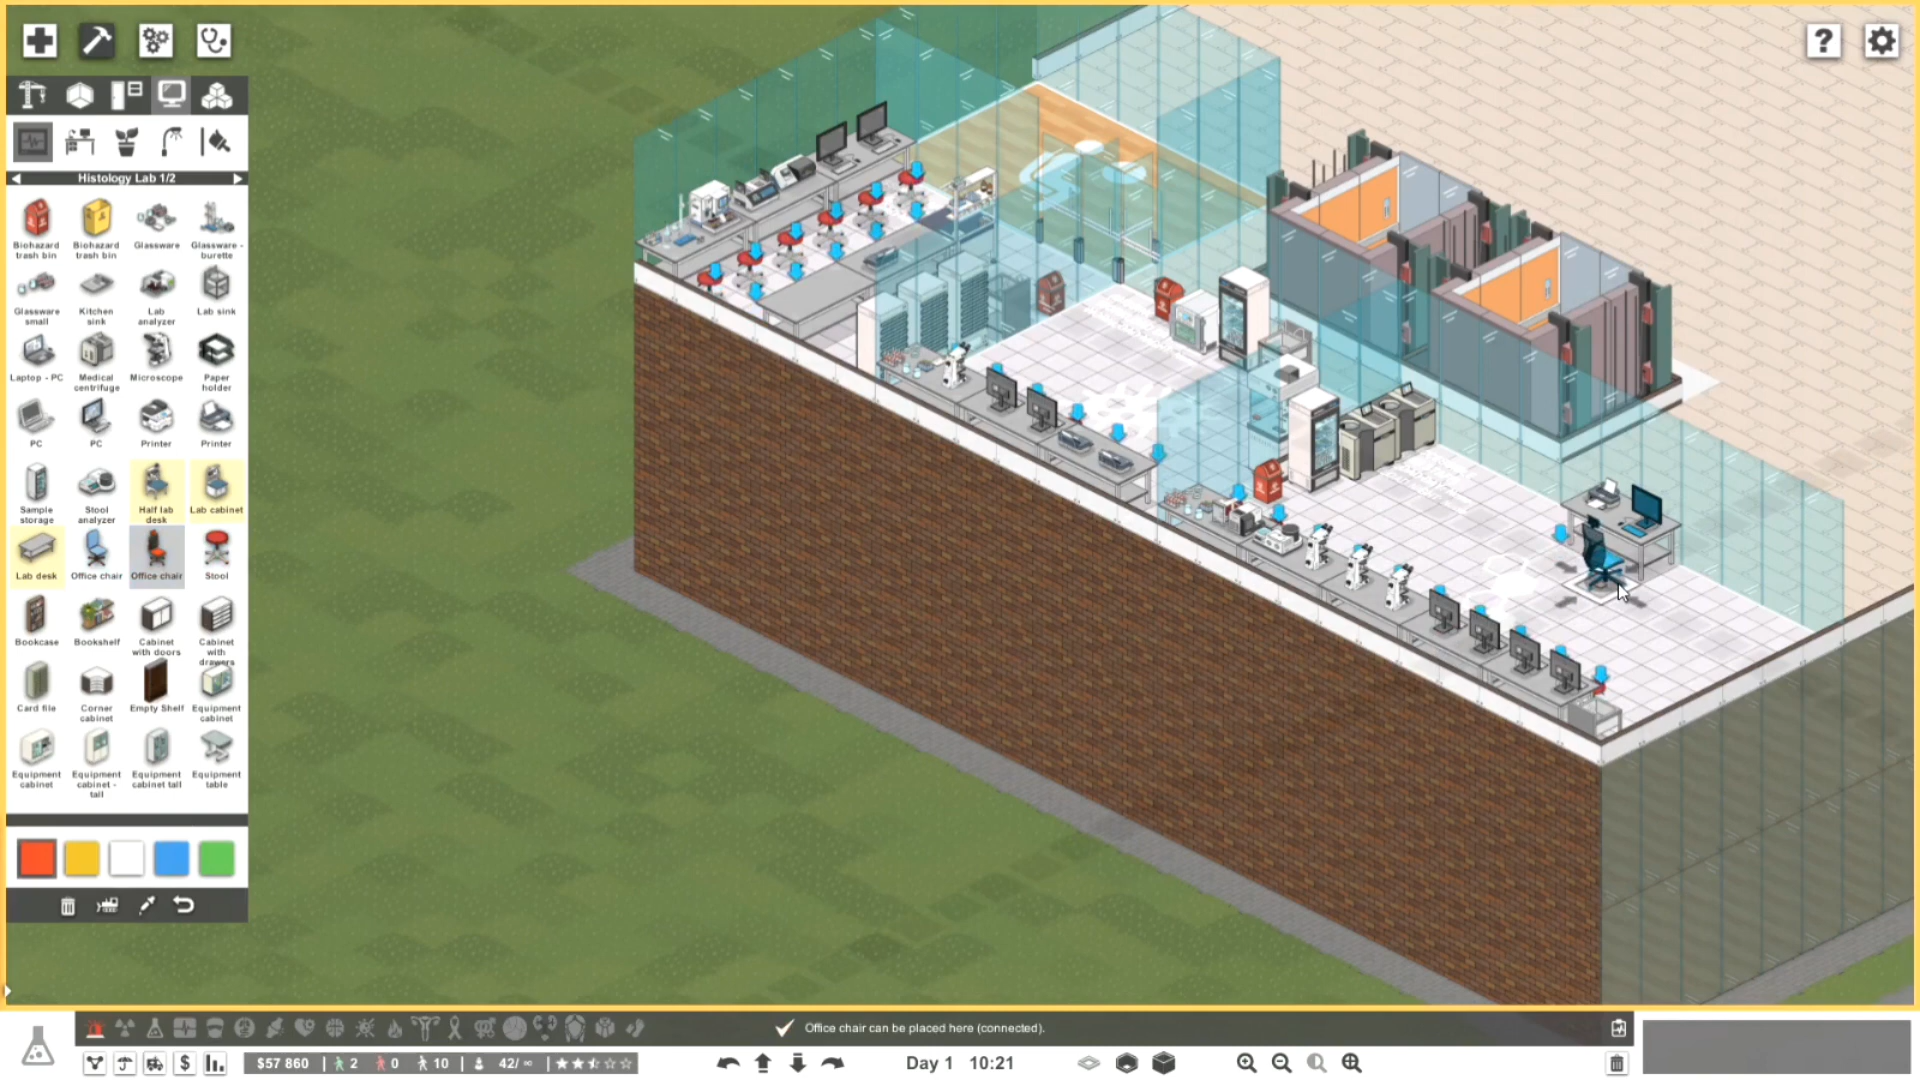 ?
Histology Lab 1/2
Biohazard trash bin
Biohazard trash bin
Glassware
Glassware - burette
Glassware small
Kitchen sink
Lab analyzer
Lab sink
Laptop - PC
Medical centrifuge
Microscope
Paper holder
PC
PC
Printer
Printer
Sample storage
Stool analyzer
Half lab desk
Lab cabinet
Lab desk
Office chair
Office chair
Stool
Bookcase
Bookshelf
Cabinet with doors
Cabinet with drawers
Card file
Corner cabinet
Empty Shelf
Equipment cabinet
Equipment cabinet
Equipment cabinet - tall
Equipment cabinet tall
Equipment table
Office chair can be placed here (connected).
$57 860 | 2 0 10 | 42/ ∞ |
Day 1 10:21